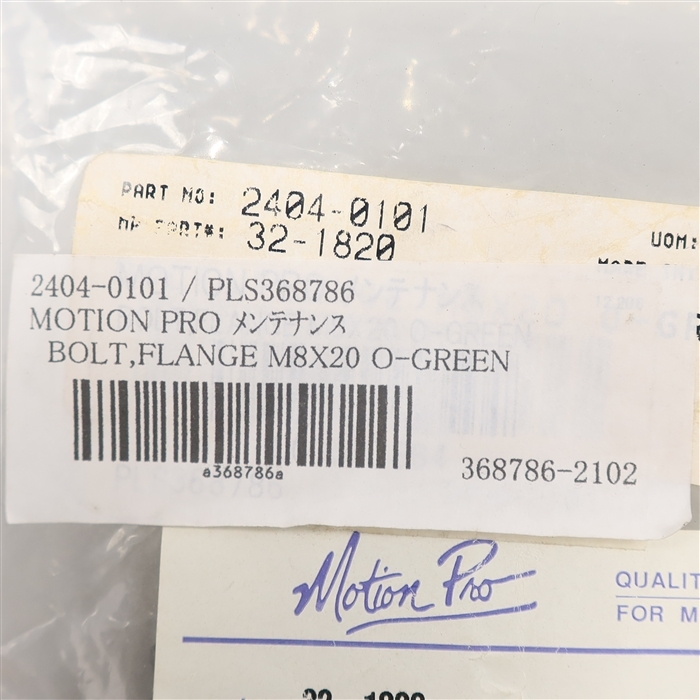 PART NO: 2404-0101
MP PART#: 32-1820
UOM:
2404-0101 / PLS368786
MOTION PRO メンテナンス
BOLT,FLANGE M8X20 O-GREEN
a368786a
368786-2102
Motion Pro
QUALIT
FOR M